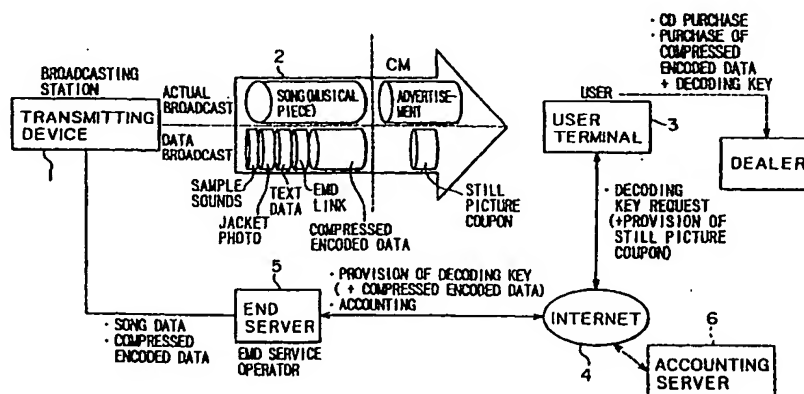 BROADCASTING
STATION
TRANSMITTING
DEVICE
1
ACTUAL
BROADCAST
DATA
BROADCAST
2
CM
SONG(MUSICAL
PIECE)
ADVERTISE-
MENT
SAMPLE
SOUNDS
JACKET
PHOTO
TEXT
DATA
EMD
LINK
COMPRESSED
ENCODED DATA
STILL
PICTURE
COUPON
• CD PURCHASE
• PURCHASE OF
COMPRESSED
ENCODED DATA
+ DECODING KEY
USER
USER
TERMINAL
3
DEALER
• DECODING
KEY REQUEST
(+PROVISION OF
STILL PICTURE
COUPON)
5
END
SERVER
EMD SERVICE
OPERATOR
• SONG DATA
• COMPRESSED
ENCODED DATA
• PROVISION OF DECODING KEY
( + COMPRESSED ENCODED DATA)
• ACCOUNTING
INTERNET
4
6
ACCOUNTING
SERVER